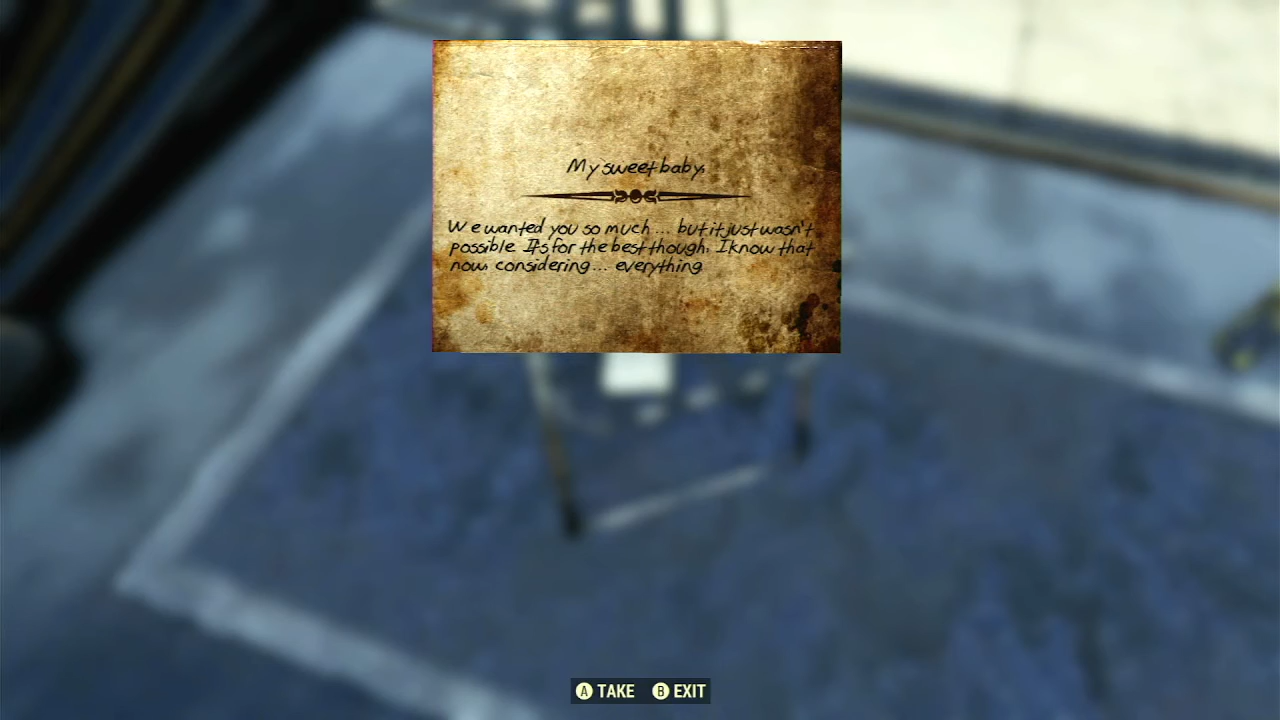 My sweet baby,
We wanted you so much... but it just wasn't
possible. It's for the best though. I know that
now, considering... everything
A TAKE B EXIT